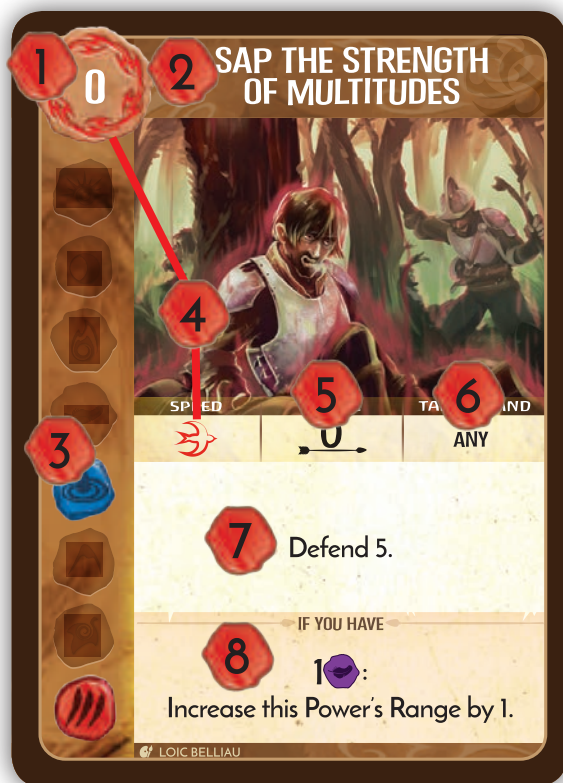 1
0
2
SAP THE STRENGTH
OF MULTITUDES
4
5
6
3
ANY
7
Defend 5.
IF YOU HAVE
8
1 :
Increase this Power's Range by 1.
LOIC BELLIAU